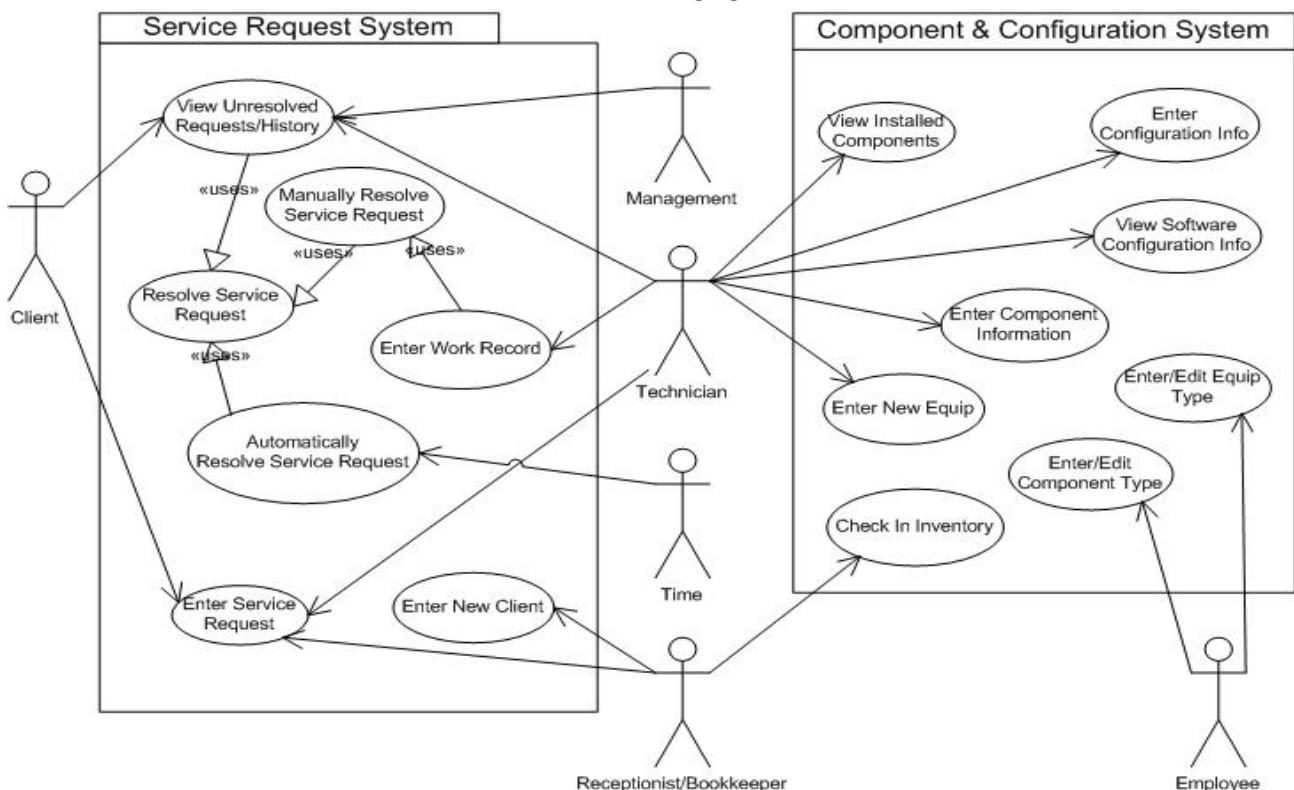 Service Request System
Component & Configuration System
View Unresolved
Requests/History
View Installed
Components
Enter
Configuration Info
«uses»
Manually Resolve
Service Request
Management
«uses»
«uses»
View Software
Configuration Info
Client
Resolve Service
Request
Enter Component
Information
Enter Work Record
«uses»
Technician
Enter New Equip
Enter/Edit Equip
Type
Automatically
Resolve Service Request
Enter/Edit
Component Type
Check In Inventory
Time
Enter Service
Request
Enter New Client
Receptionist/Bookkeeper
Employee